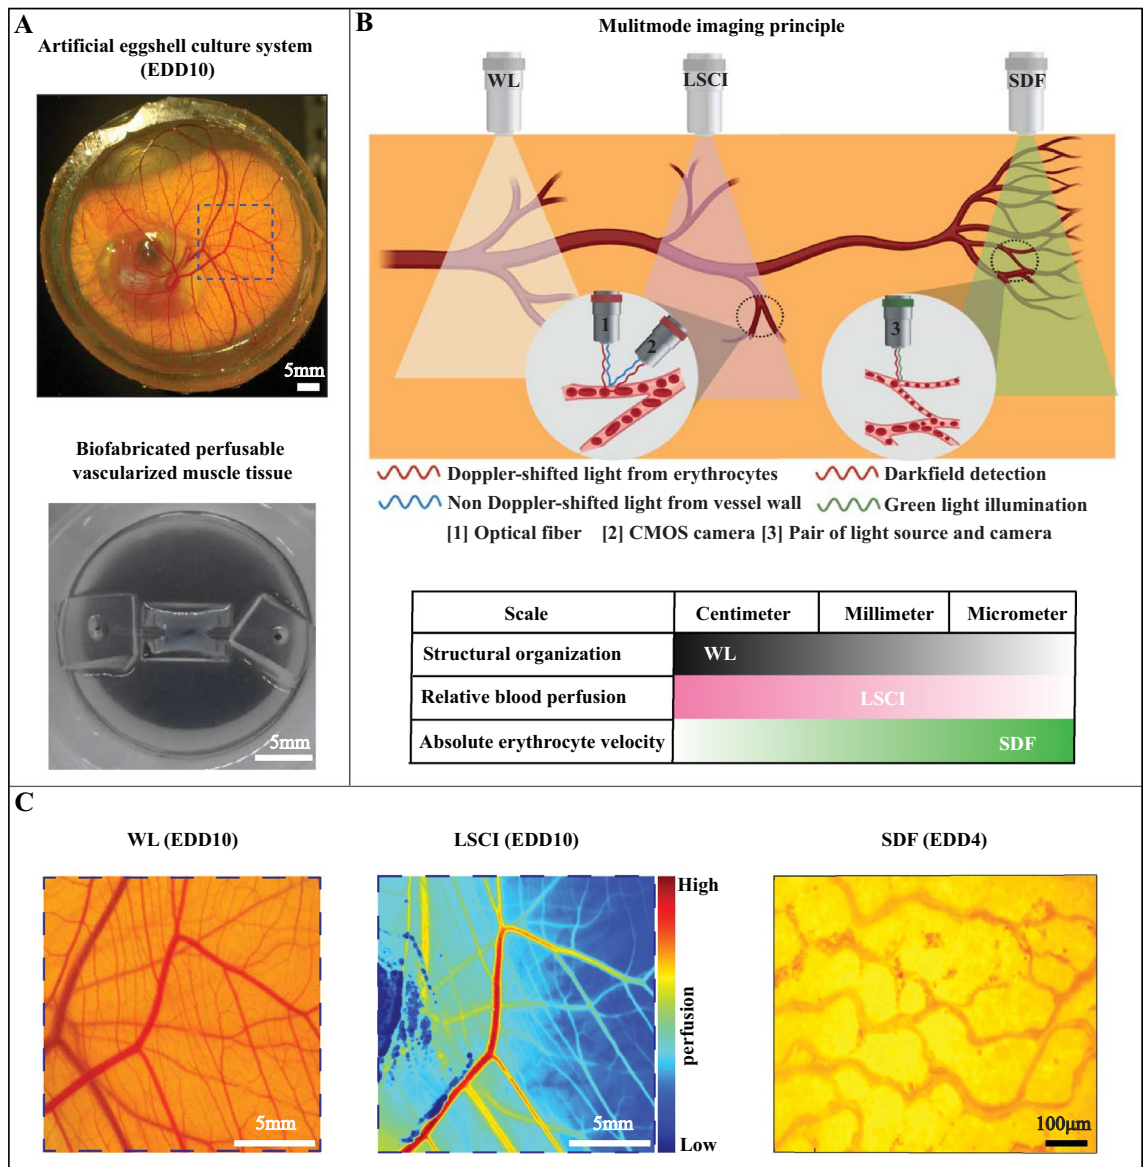 A
Artificial eggshell culture system
(EDD10)
5mm
Biofabricated perfusable
vascularized muscle tissue
5mm
B
Mulitmode imaging principle
WL
LSCI
SDF
1
2
3
Doppler-shifted light from erythrocytes
Darkfield detection
Non Doppler-shifted light from vessel wall
Green light illumination
[1] Optical fiber [2] CMOS camera [3] Pair of light source and camera
Scale Centimeter Millimeter Micrometer
Structural organization WL
Relative blood perfusion LSCI
Absolute erythrocyte velocity SDF
C
WL (EDD10)
5mm
LSCI (EDD10)
High
perfusion
Low
5mm
SDF (EDD4)
100μm